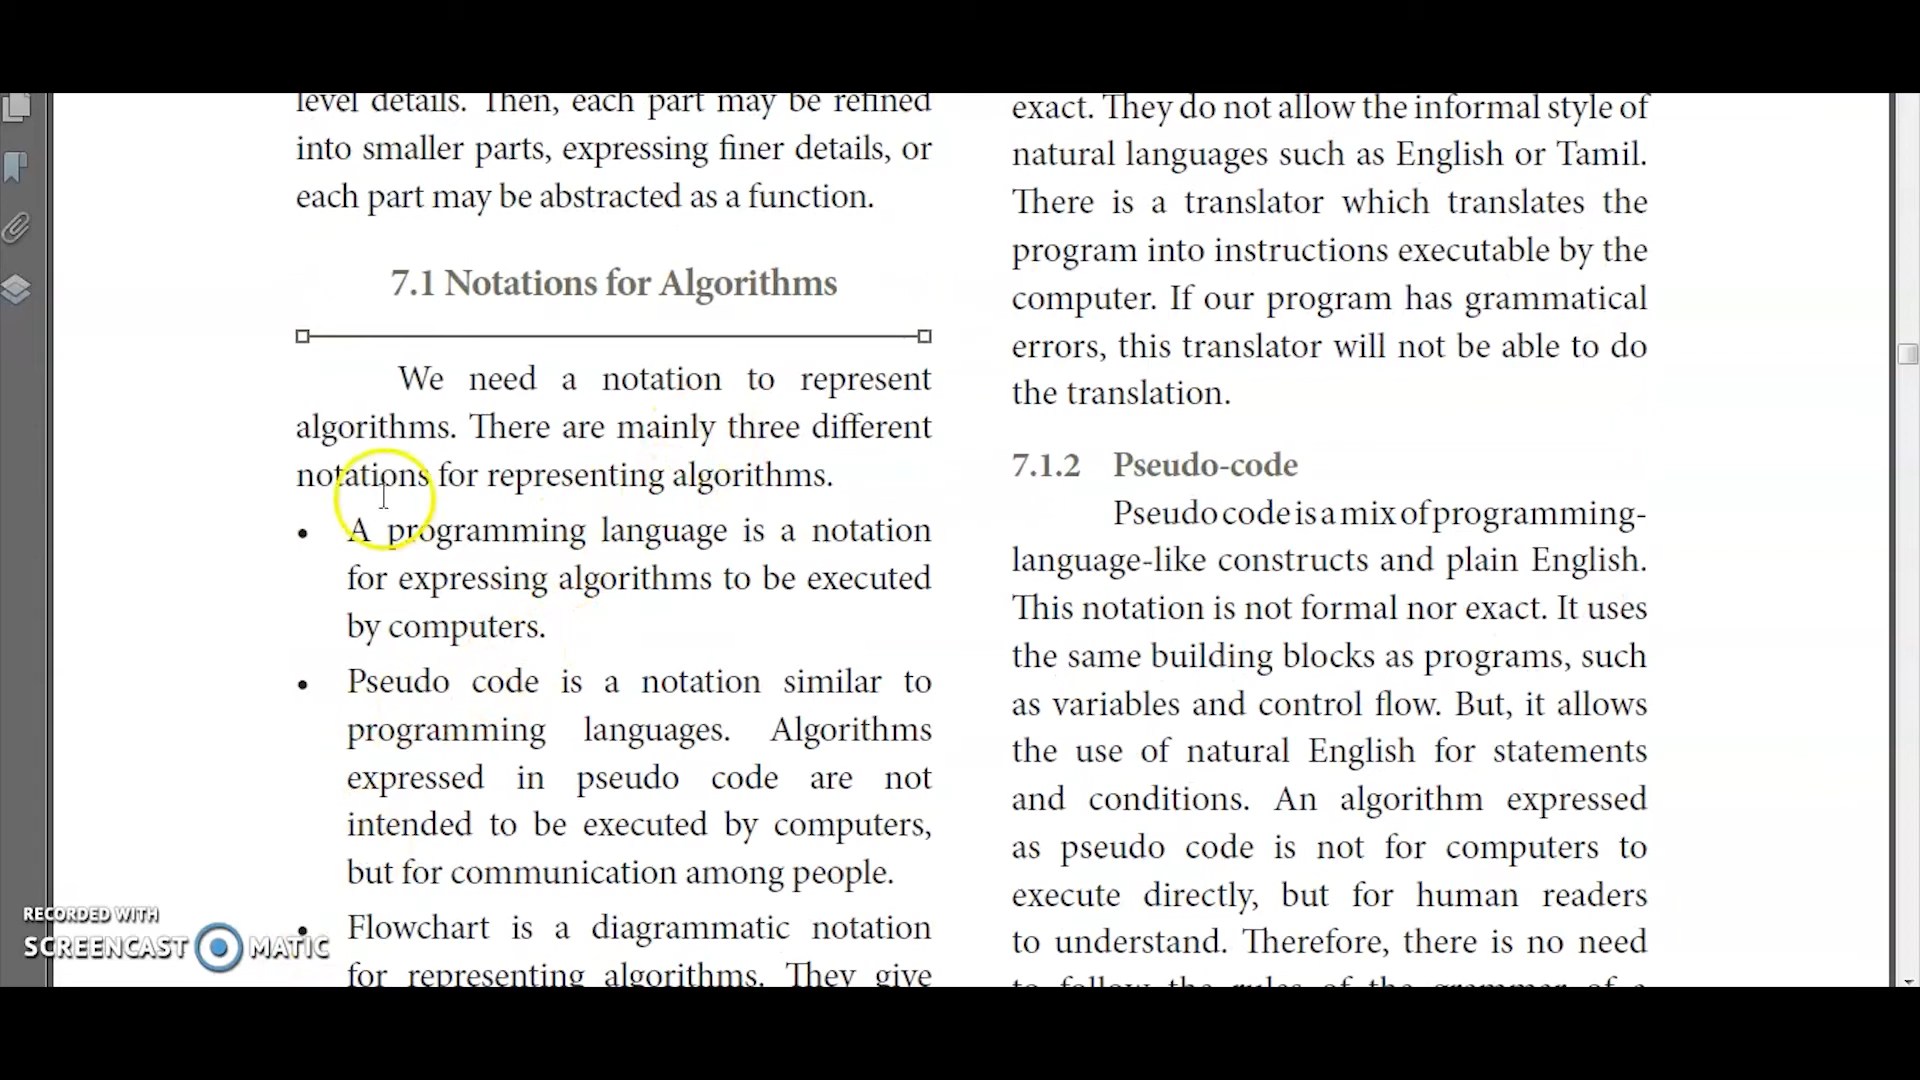 level details. Then, each part may be refined
into smaller parts, expressing finer details, or
each part may be abstracted as a function.
7.1 Notations for Algorithms
We need a notation to represent
algorithms. There are mainly three different
notations for representing algorithms.
• A programming language is a notation
for expressing algorithms to be executed
by computers.
• Pseudo code is a notation similar to
programming languages. Algorithms
expressed in pseudo code are not
intended to be executed by computers,
but for communication among people.
• Flowchart is a diagrammatic notation
for representing algorithms. They give
exact. They do not allow the informal style of
natural languages such as English or Tamil.
There is a translator which translates the
program into instructions executable by the
computer. If our program has grammatical
errors, this translator will not be able to do
the translation.
7.1.2 Pseudo-code
Pseudo code is a mix of programming-
language-like constructs and plain English.
This notation is not formal nor exact. It uses
the same building blocks as programs, such
as variables and control flow. But, it allows
the use of natural English for statements
and conditions. An algorithm expressed
as pseudo code is not for computers to
execute directly, but for human readers
to understand. Therefore, there is no need
to follow the rules of the grammar of a
RECORDED WITH
SCREENCAST MATIC